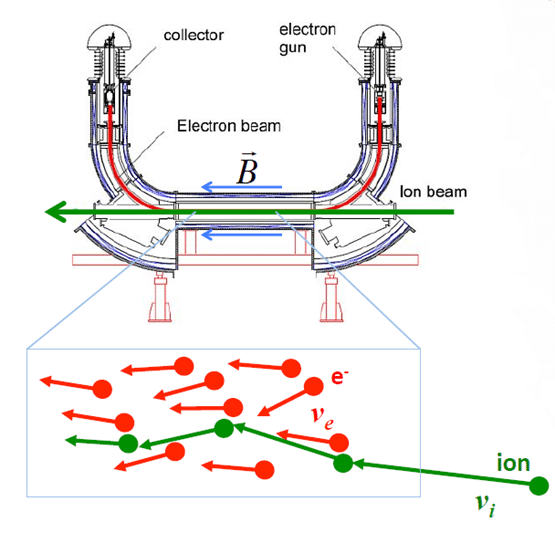 collector
electron
gun
Electron beam
B
Ion beam
e-
ve
ion
vi